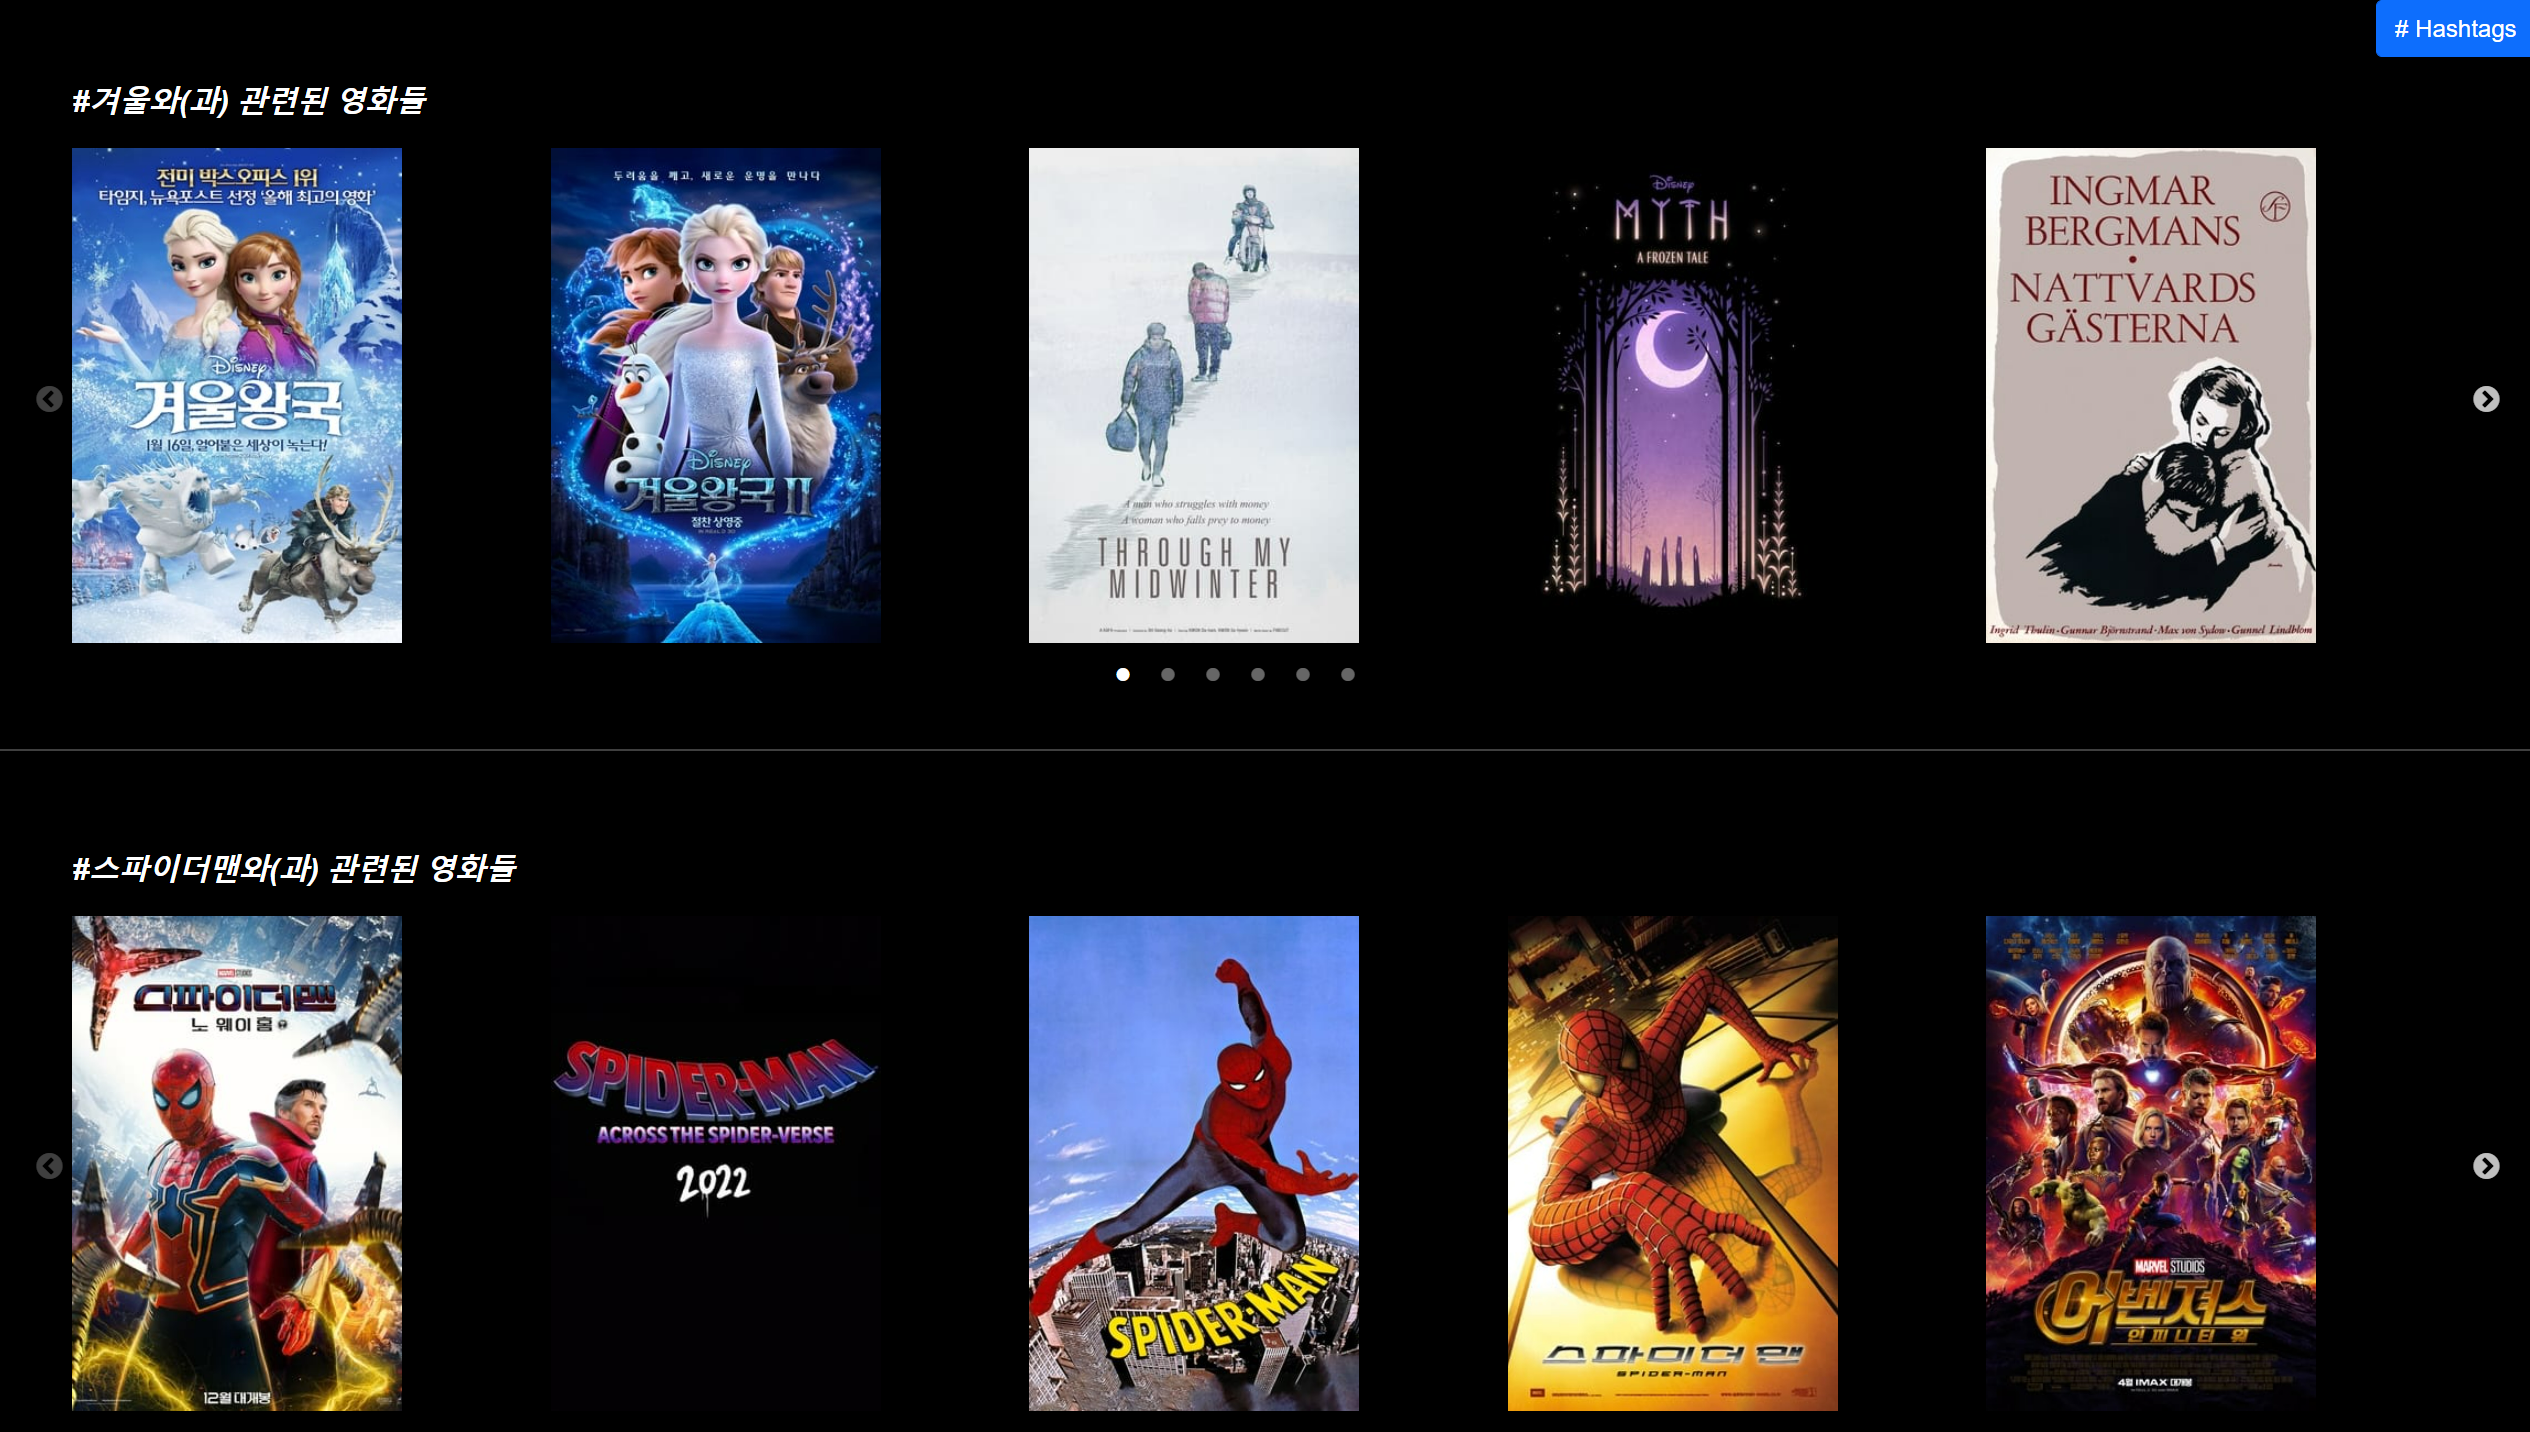 # Hashtags
#겨울와(과) 관련된 영화들
전미 박스오피스 1위
타임지, 뉴욕포스트 선정 '올해 최고의 영화'
Disney
겨울왕국
1월 16일, 얼어붙은 세상이 녹는다!
두려움을 깨고, 새로운 운명을 만나다
Disney
겨울왕국 II
절찬 상영중
A man who struggles with money
A woman who falls prey to money
THROUGH MY
MIDWINTER
Disney
MYTH
A FROZEN TALE
INGMAR
BERGMANS
NATTVARDS
GÄSTERNA
Ingrid Thulin·Gunnar Björnstrand·Max von Sydow·Gunnel Lindblom
#스파이더맨와(과) 관련된 영화들
MARVEL STUDIOS
스파이더맨
노 웨이 홈
12월 대개봉
SPIDER-MAN
ACROSS THE SPIDER-VERSE
2022
SPIDER-MAN
스파이더맨
SPIDER-MAN
MARVEL STUDIOS
어벤져스
인피니티 워
4월 IMAX 대개봉